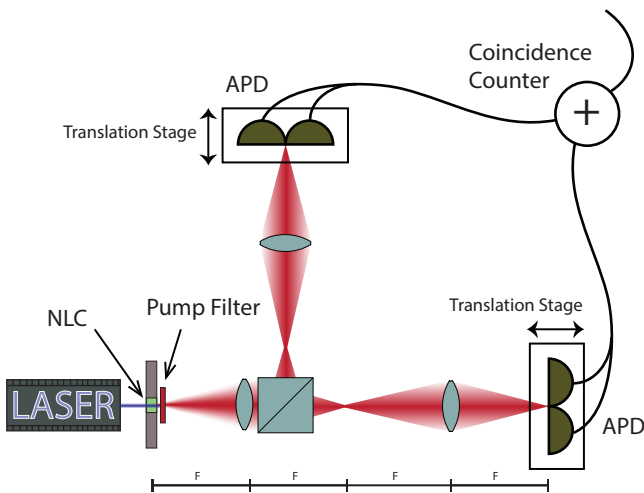 Coincidence
Counter
+
APD
Translation Stage
Translation Stage
Pump Filter
NLC
LASER
APD
F F F F